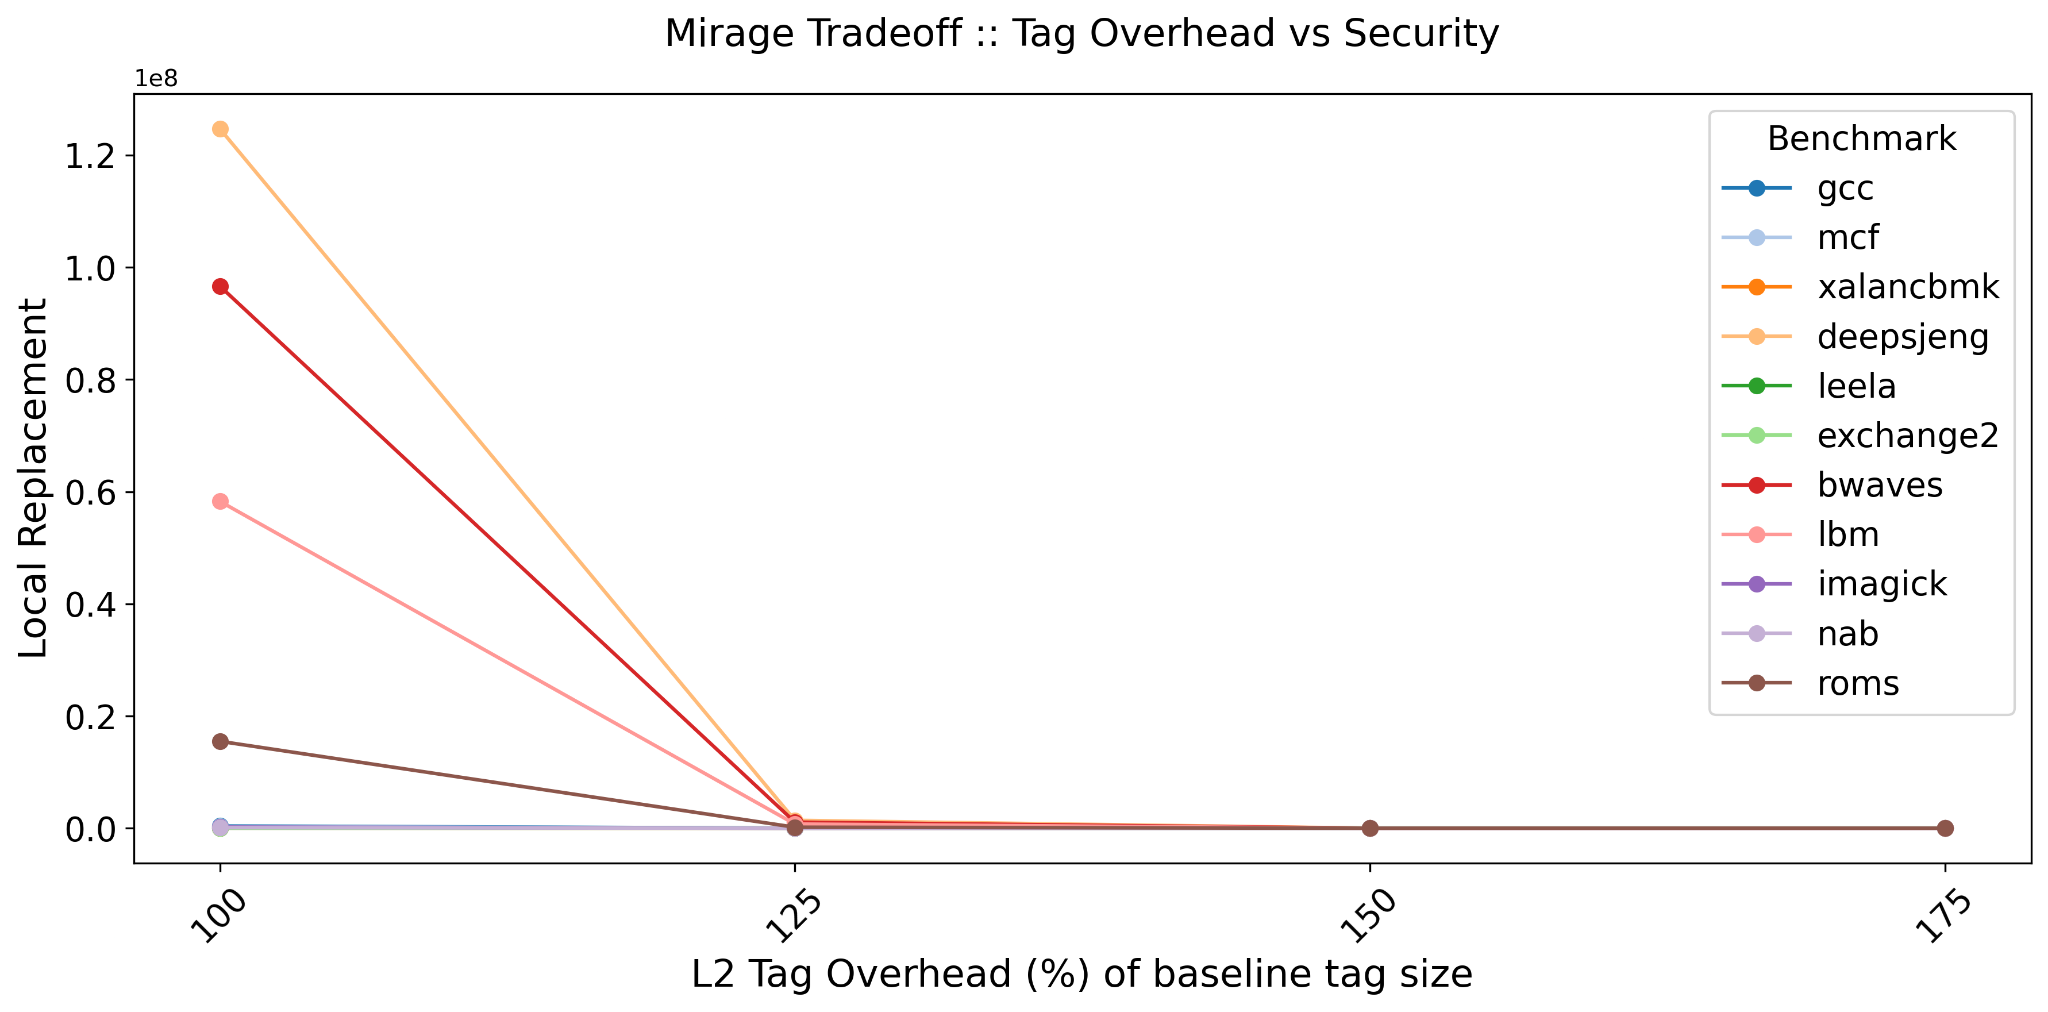 Mirage Tradeoff :: Tag Overhead vs Security
1e8
1.2
1.0
0.8
0.6
0.4
0.2
0.0
Local Replacement
100
125
150
175
L2 Tag Overhead (%) of baseline tag size
Benchmark
gcc
mcf
xalancbmk
deepsjeng
leela
exchange2
bwaves
lbm
imagick
nab
roms